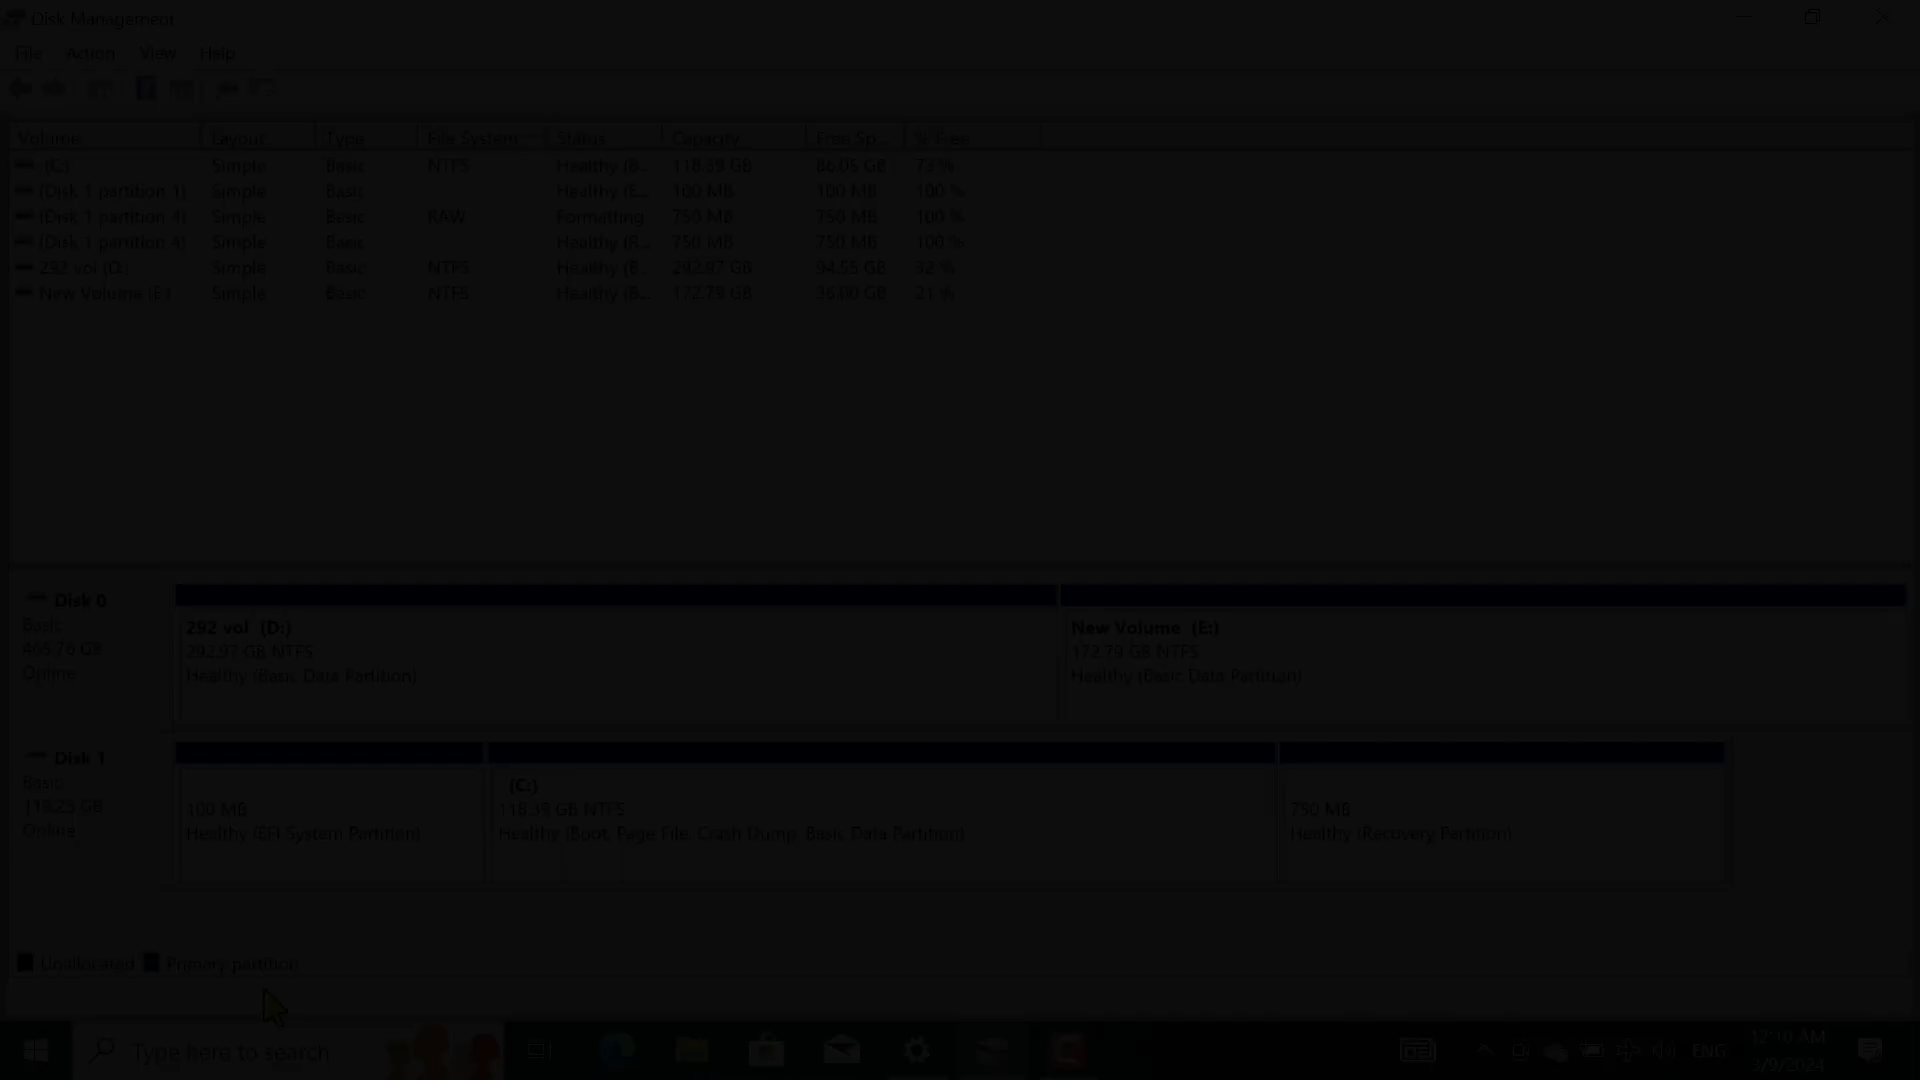 Disk Management
File Action View Help
Volume Layout Type File System Status Capacity Free Sp... % Free
(C:) Simple Basic NTFS Healthy (B... 118.39 GB 86.05 GB 73 %
(Disk 1 partition 1) Simple Basic Healthy (E... 100 MB 100 MB 100 %
(Disk 1 partition 4) Simple Basic RAW Formatting 750 MB 750 MB 100 %
(Disk 1 partition 4) Simple Basic Healthy (R... 750 MB 750 MB 100 %
292 vol (D:) Simple Basic NTFS Healthy (B... 292.97 GB 94.55 GB 32 %
New Volume (E:) Simple Basic NTFS Healthy (B... 172.79 GB 21 %
Disk 0
Basic
465.76 GB
Online
292 vol (D:)
292.97 GB NTFS
Healthy (Basic Data Partition)
New Volume (E:)
172.79 GB NTFS
Healthy (Basic Data Partition)
Disk 1
Basic
119.25 GB
Online
100 MB
Healthy (EFI System Partition)
(C:)
118.39 GB NTFS
Healthy (Boot, Page File, Crash Dump, Basic Data Partition)
750 MB
Healthy (Recovery Partition)
Unallocated Primary partition
Type here to search
ENG
12:10 AM
3/9/2024